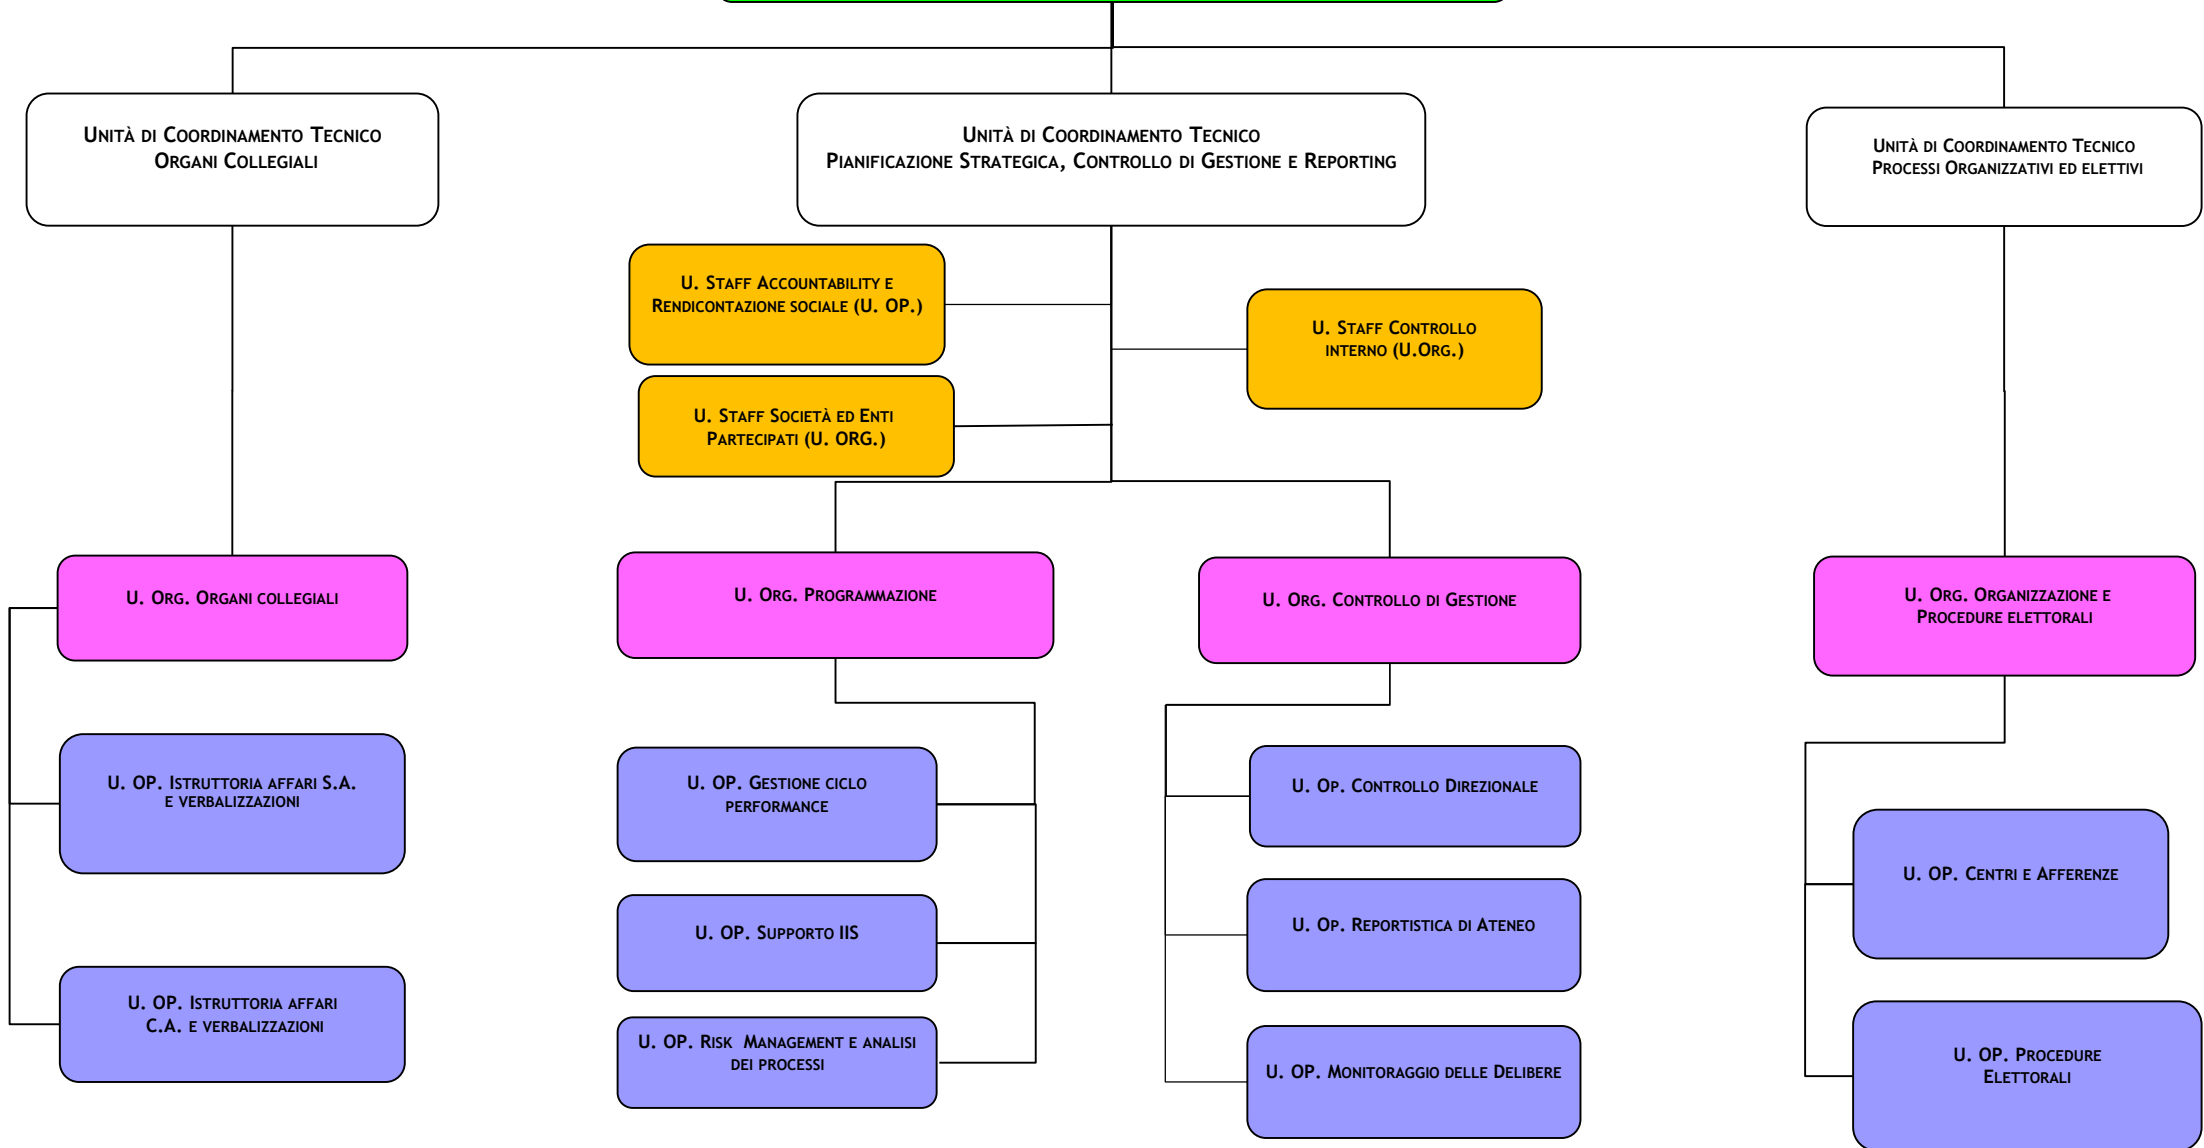 Unità di Coordinamento Tecnico
Organi Collegiali
Unità di Coordinamento Tecnico
Pianificazione Strategica, Controllo di Gestione e Reporting
Unità di Coordinamento Tecnico
Processi Organizzativi ed elettivi
U. Staff Accountability e
Rendicontazione sociale (U. OP.)
U. Staff Controllo
interno (U.Org.)
U. Staff Società ed Enti
Partecipati (U. ORG.)
U. Org. Organi collegiali
U. Org. Programmazione
U. Org. Controllo di Gestione
U. Org. Organizzazione e
Procedure elettorali
U. OP. Istruttoria affari S.A.
e verbalizzazioni
U. OP. Istruttoria affari
C.A. e verbalizzazioni
U. OP. Gestione ciclo
performance
U. OP. Supporto IIS
U. OP. Risk Management e analisi
dei processi
U. Op. Controllo Direzionale
U. Op. Reportistica di Ateneo
U. OP. Monitoraggio delle Delibere
U. OP. Centri e Afferenze
U. OP. Procedure
Elettorali